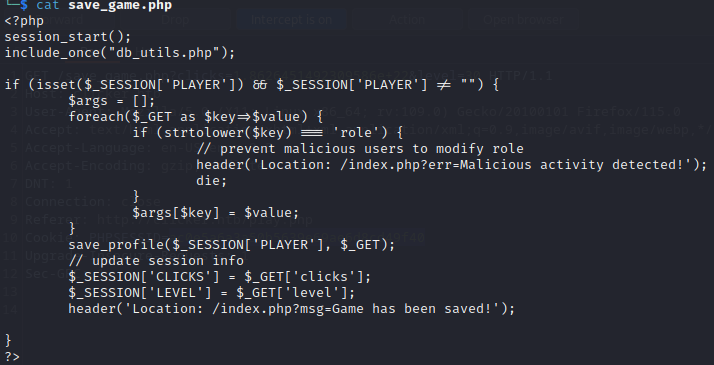 └─$ cat save_game.php
<?php
session_start();
include_once("db_utils.php");

if (isset($_SESSION['PLAYER']) && $_SESSION['PLAYER'] != "") {
        $args = [];
        foreach($_GET as $key=>$value) {
                if (strtolower($key) === 'role') {
                        // prevent malicious users to modify role
                        header('Location: /index.php?err=Malicious activity detected!');
                        die;
                }
                $args[$key] = $value;
        }
        save_profile($_SESSION['PLAYER'], $_GET);
        // update session info
        $_SESSION['CLICKS'] = $_GET['clicks'];
        $_SESSION['LEVEL'] = $_GET['level'];
        header('Location: /index.php?msg=Game has been saved!');

}
?>